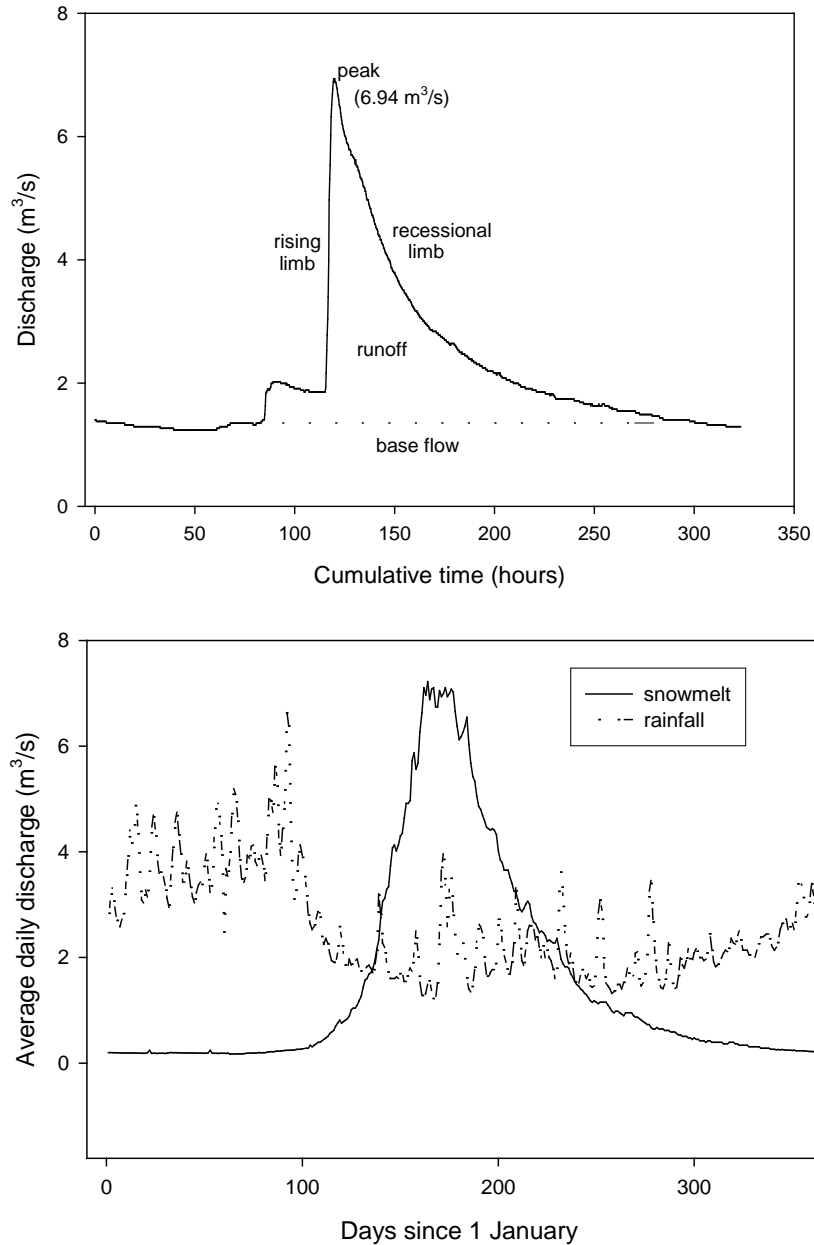 8
peak
(6.94 m³/s)
6
Discharge (m³/s)
rising
limb
recessional
limb
4
runoff
2
base flow
0
0 50 100 150 200 250 300 350
Cumulative time (hours)
8
snowmelt
rainfall
6
Average daily discharge (m³/s)
4
2
0
0 100 200 300
Days since 1 January